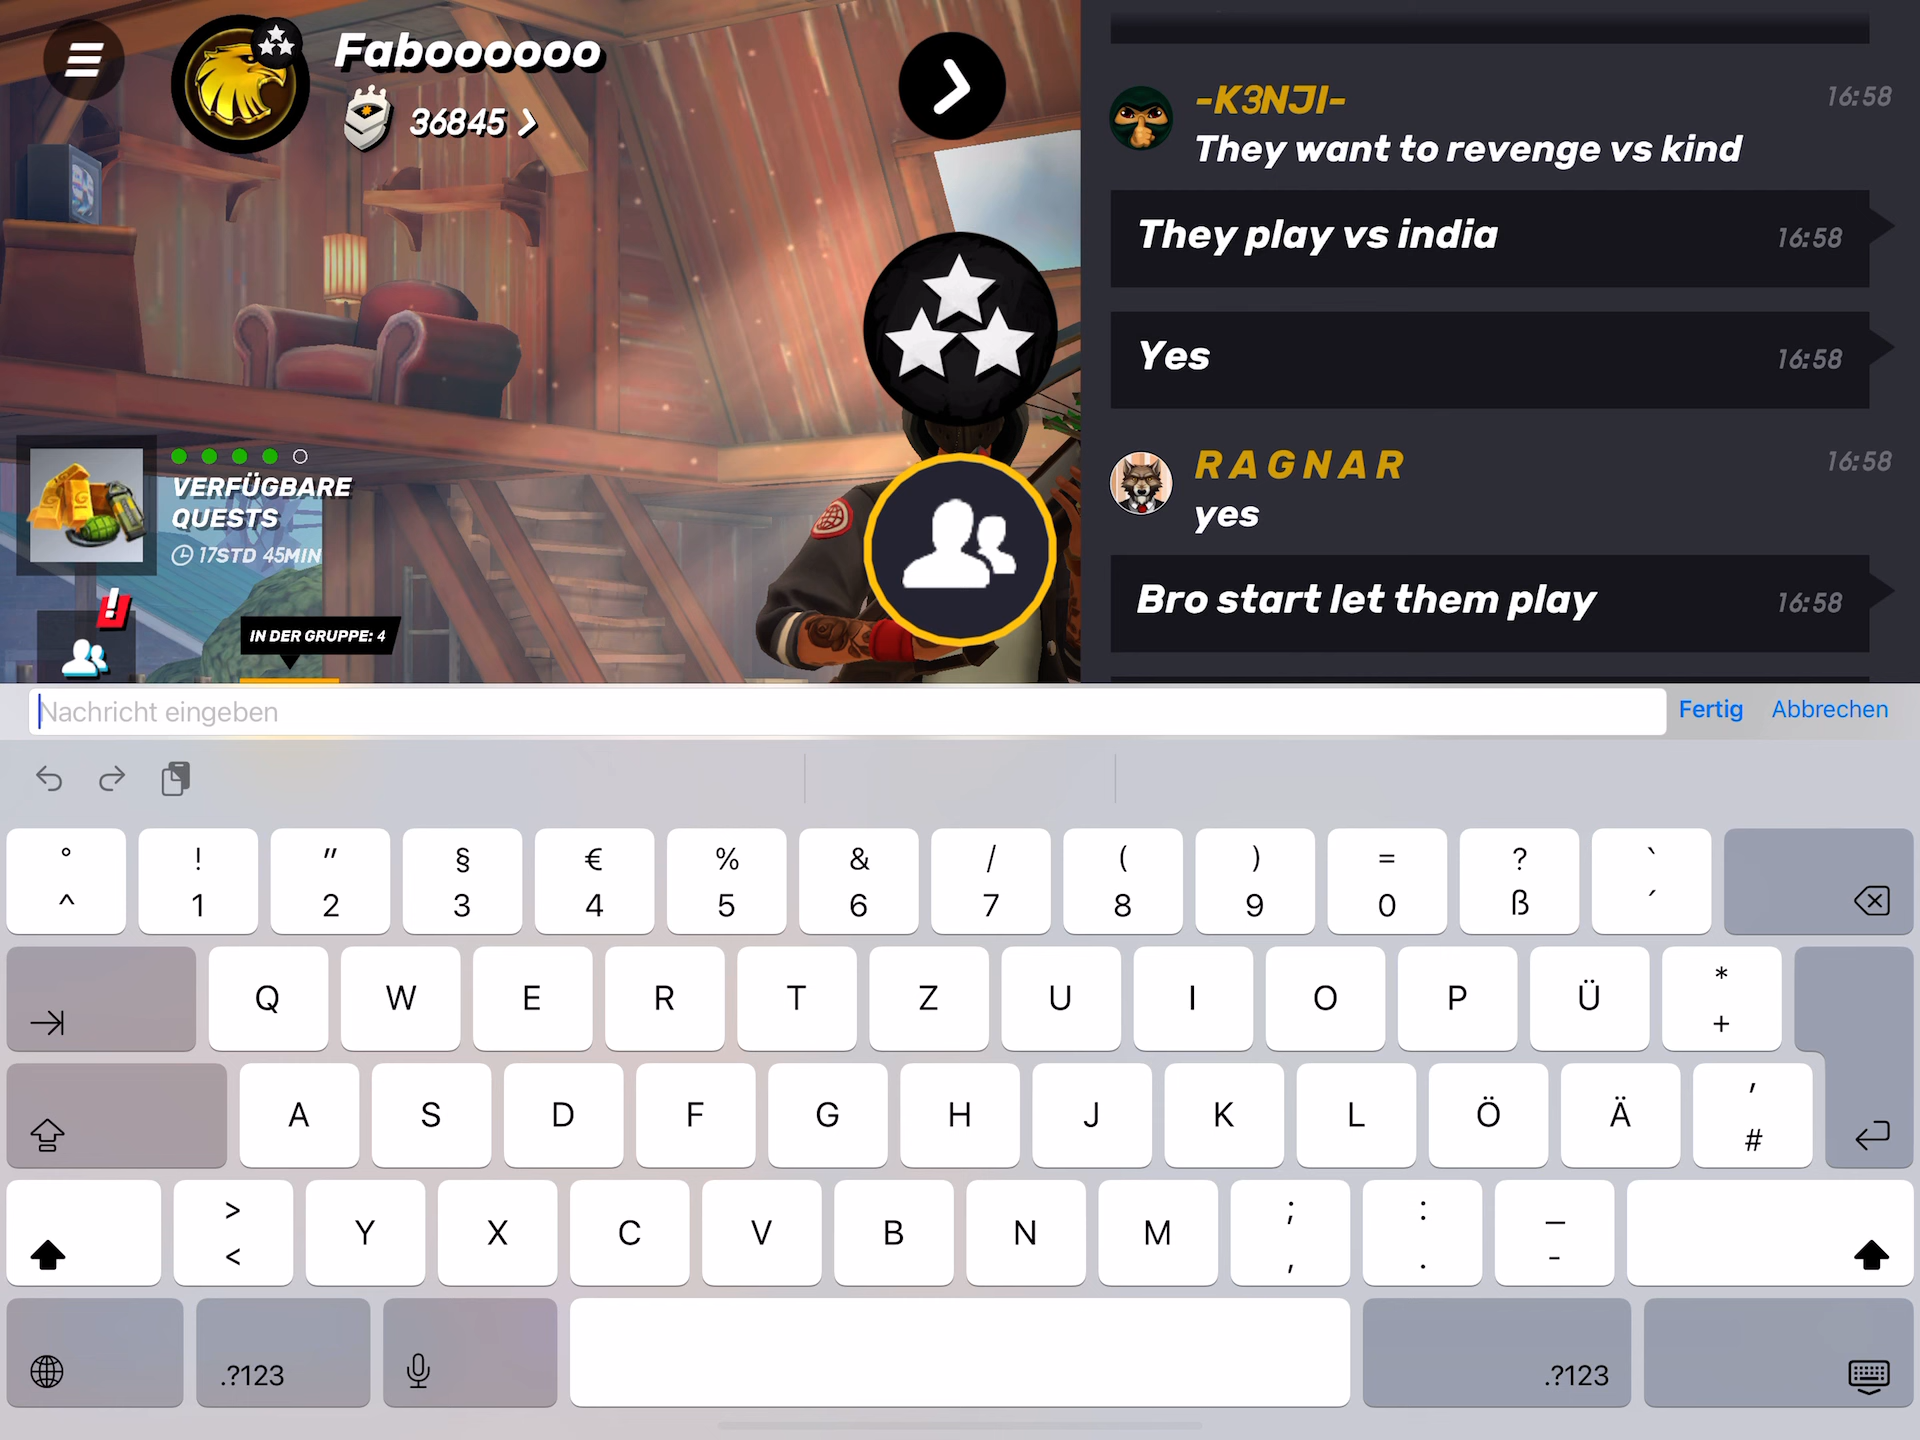 Faboooooo
36845
VERFÜGBARE
QUESTS
17STD 45MIN
!
IN DER GRUPPE: 4
-K3NJI-
16:58
They want to revenge vs kind
They play vs india
16:58
Yes
16:58
R A G N A R
16:58
yes
Bro start let them play
16:58
Nachricht eingeben
Fertig
Abbrechen
° ! " § € % & / ( ) = ? `
^ 1 2 3 4 5 6 7 8 9 0 ß ´
Q W E R T Z U I O P Ü * +
A S D F G H J K L Ö Ä ' #
> < Y X C V B N M ; , : . _ -
.?123
.?123